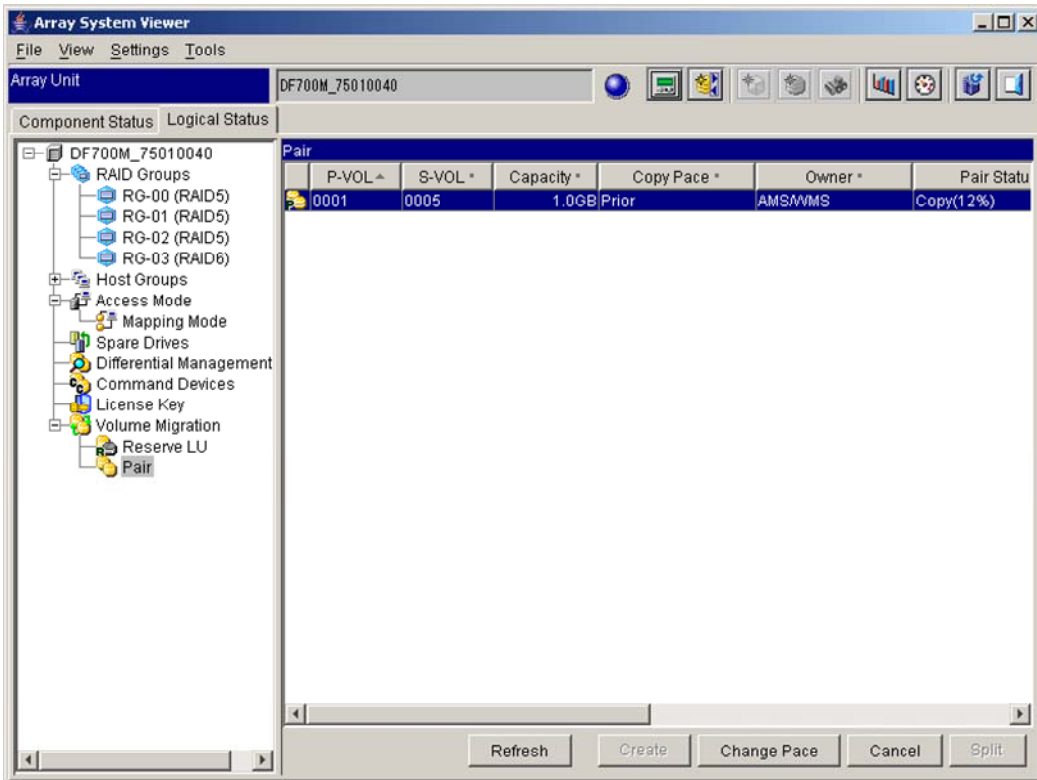 Array System Viewer
File View Settings Tools
Array Unit
DF700M_75010040
Component Status Logical Status
DF700M_75010040
RAID Groups
RG-00 (RAID5)
RG-01 (RAID5)
RG-02 (RAID5)
RG-03 (RAID6)
Host Groups
Access Mode
Mapping Mode
Spare Drives
Differential Management
Command Devices
License Key
Volume Migration
Reserve LU
Pair
Pair
P-VOL S-VOL Capacity Copy Pace Owner Pair Statu
0001 0005 1.0GB Prior AMS/WMS Copy(12%)
Refresh Create Change Pace Cancel Split